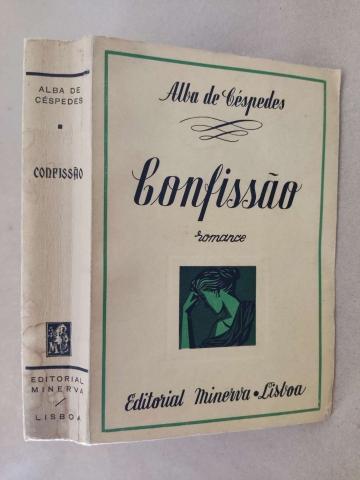 ALBA DE
CÉSPEDES
CONFISSÃO
EDITORIAL
MINERVA
LISBOA
Alba de Céspedes
Confissão
romance
Editorial Minerva • Lisboa